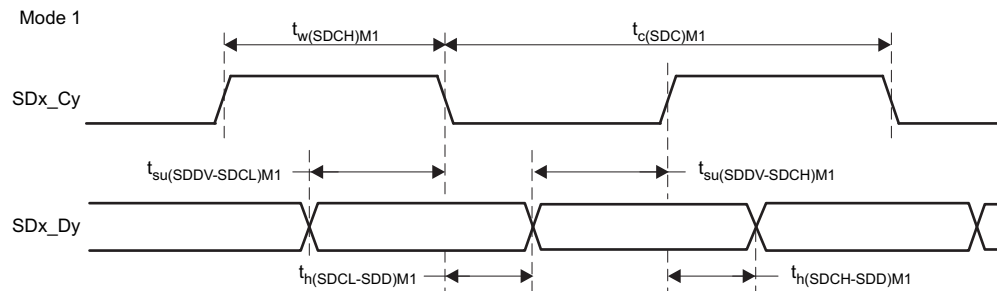 Mode 1
tw(SDCH)M1
tc(SDC)M1
SDx_Cy
tsu(SDDV-SDCL)M1
tsu(SDDV-SDCH)M1
SDx_Dy
th(SDCL-SDD)M1
th(SDCH-SDD)M1